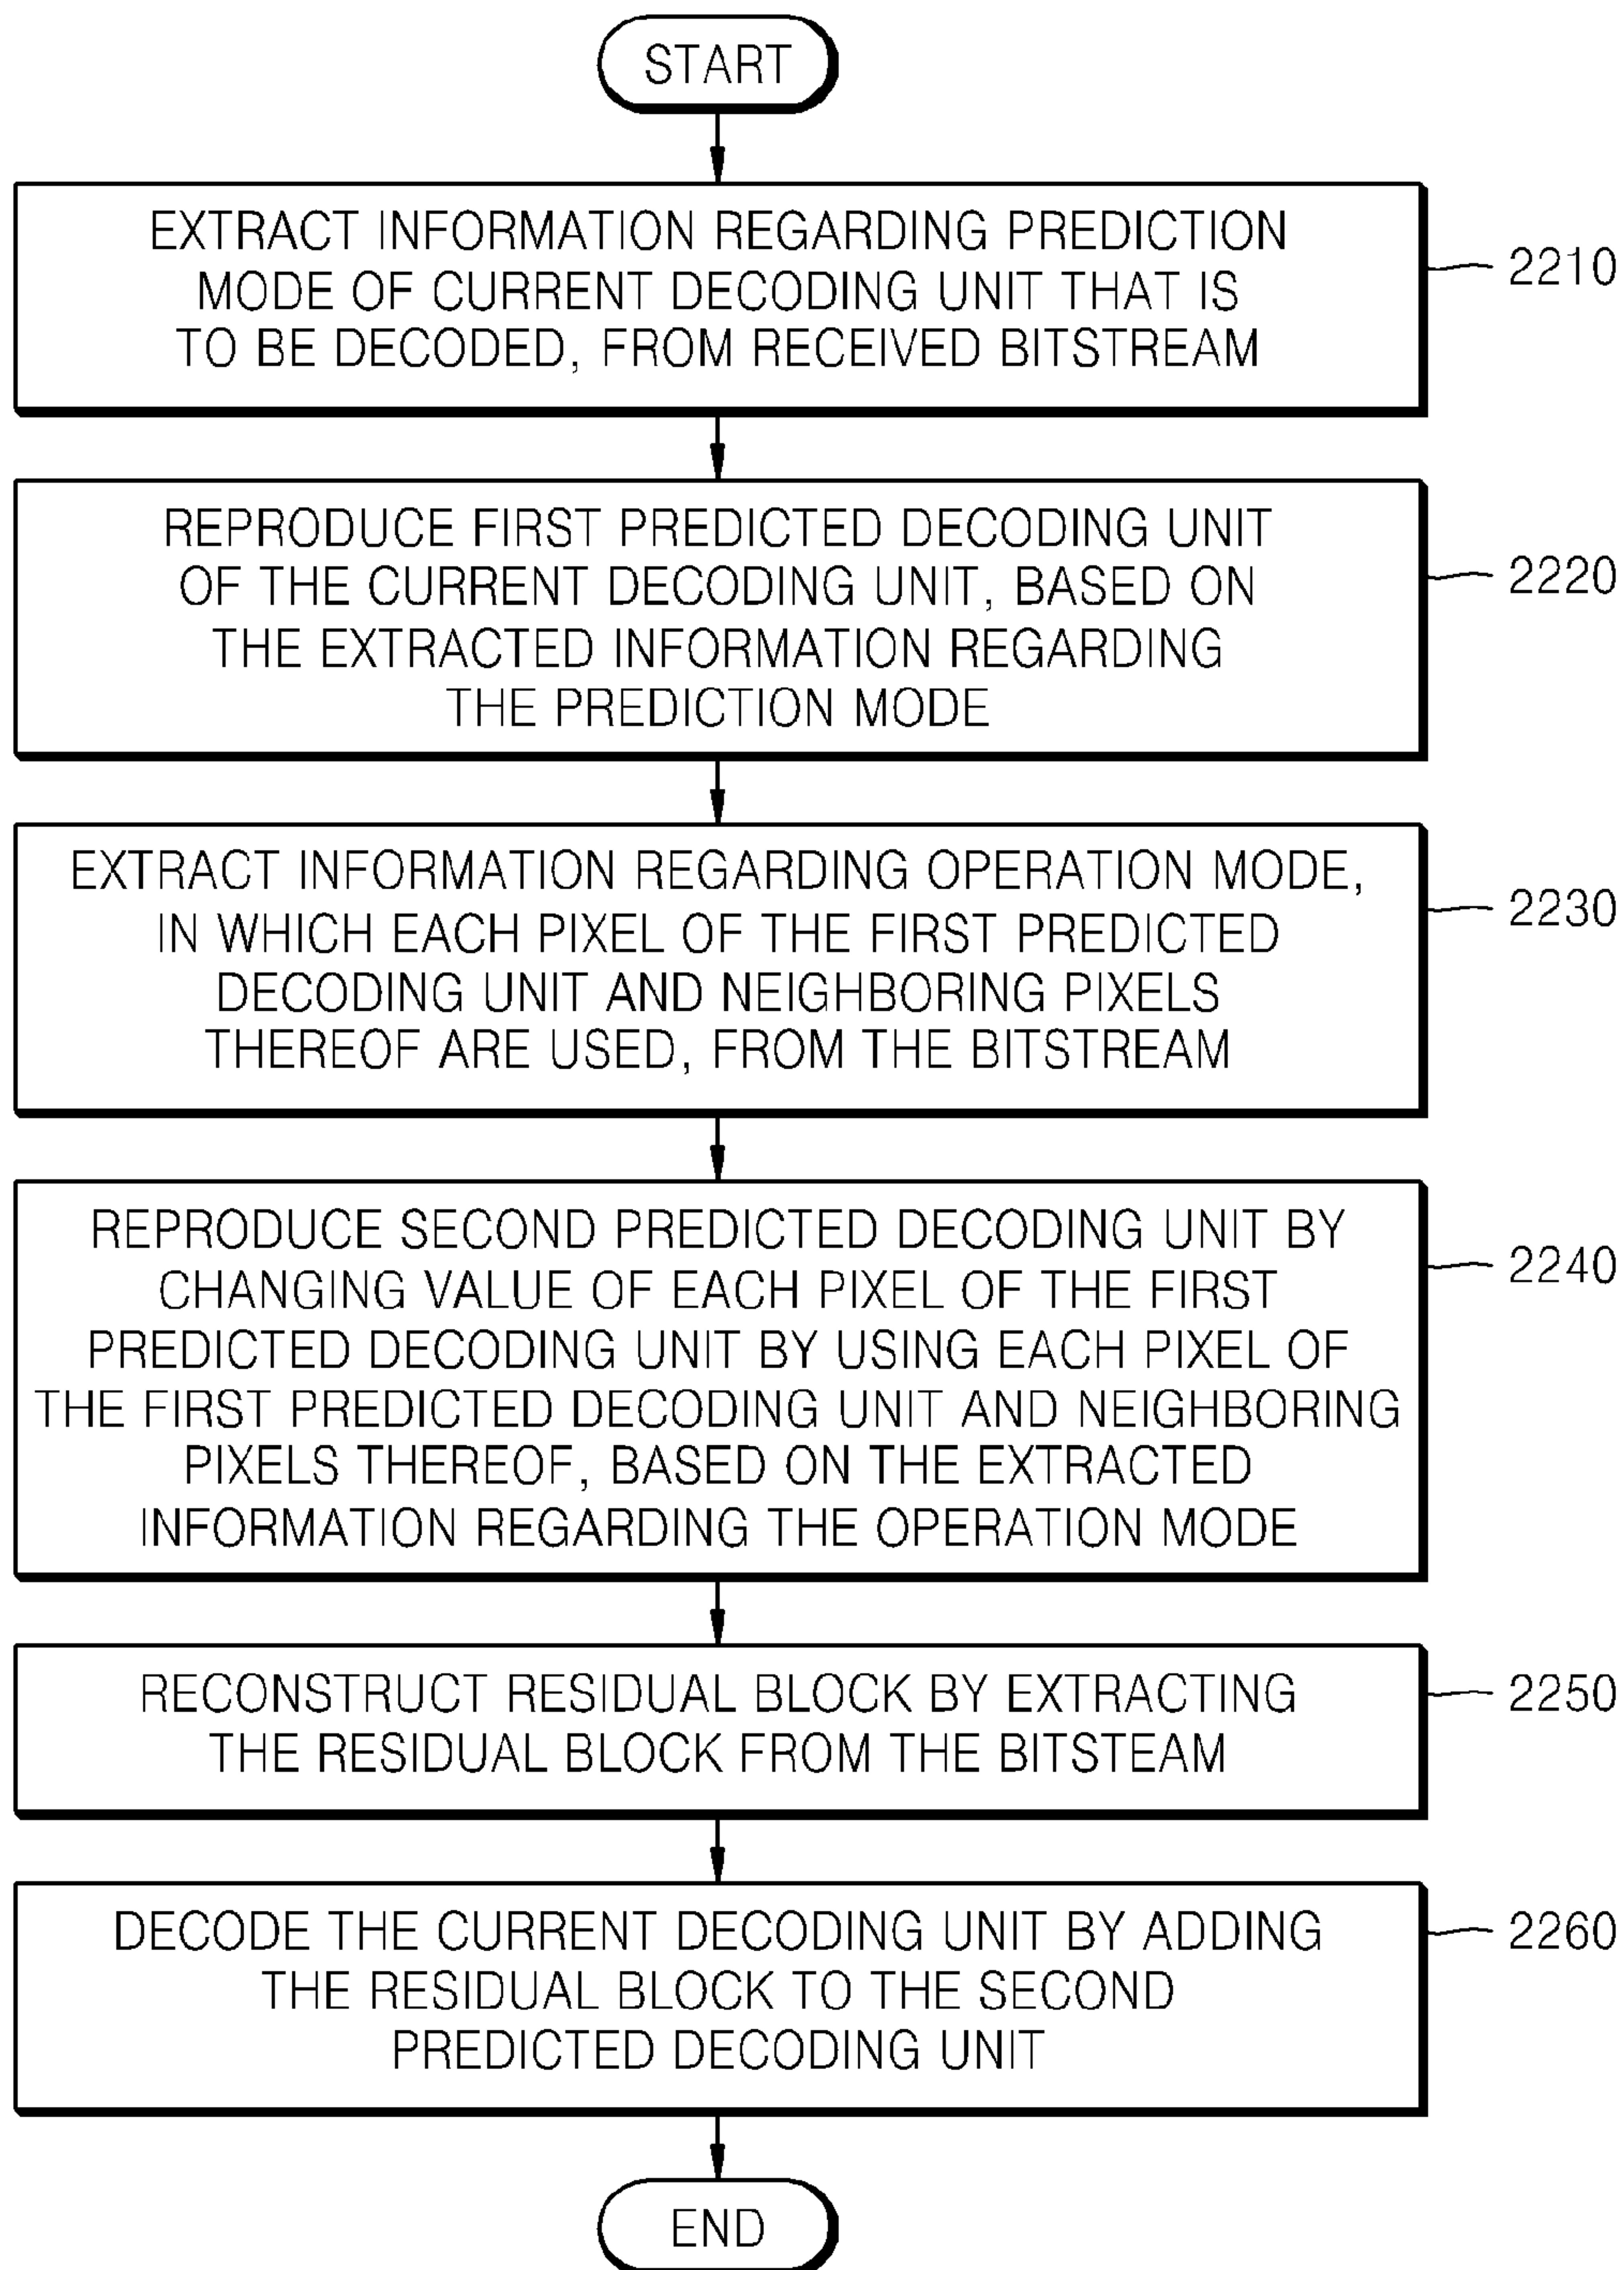 START
EXTRACT INFORMATION REGARDING PREDICTION
MODE OF CURRENT DECODING UNIT THAT IS
TO BE DECODED, FROM RECEIVED BITSTREAM
2210
REPRODUCE FIRST PREDICTED DECODING UNIT
OF THE CURRENT DECODING UNIT, BASED ON
THE EXTRACTED INFORMATION REGARDING
THE PREDICTION MODE
2220
EXTRACT INFORMATION REGARDING OPERATION MODE,
IN WHICH EACH PIXEL OF THE FIRST PREDICTED
DECODING UNIT AND NEIGHBORING PIXELS
THEREOF ARE USED, FROM THE BITSTREAM
2230
REPRODUCE SECOND PREDICTED DECODING UNIT BY
CHANGING VALUE OF EACH PIXEL OF THE FIRST
PREDICTED DECODING UNIT BY USING EACH PIXEL OF
THE FIRST PREDICTED DECODING UNIT AND NEIGHBORING
PIXELS THEREOF, BASED ON THE EXTRACTED
INFORMATION REGARDING THE OPERATION MODE
2240
RECONSTRUCT RESIDUAL BLOCK BY EXTRACTING
THE RESIDUAL BLOCK FROM THE BITSTEAM
2250
DECODE THE CURRENT DECODING UNIT BY ADDING
THE RESIDUAL BLOCK TO THE SECOND
PREDICTED DECODING UNIT
2260
END